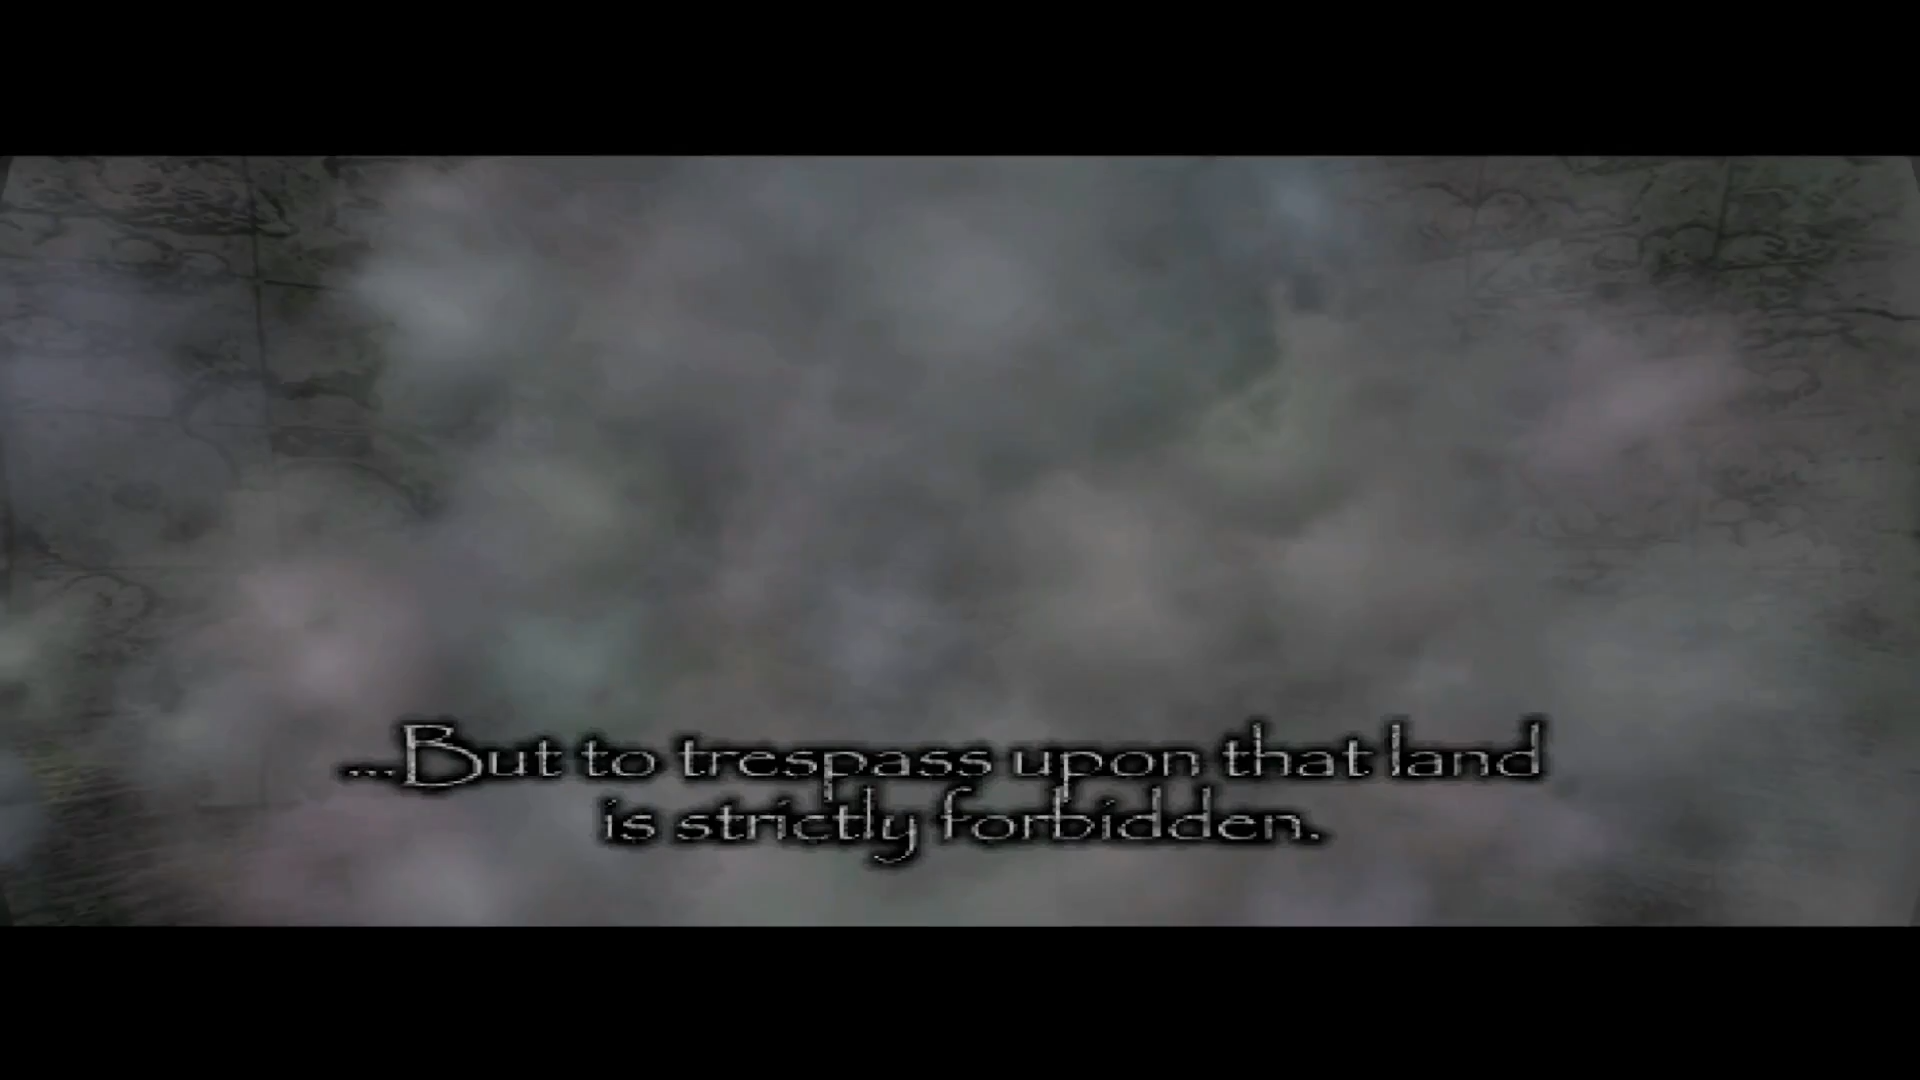 ...But to trespass upon that land
is strictly forbidden.